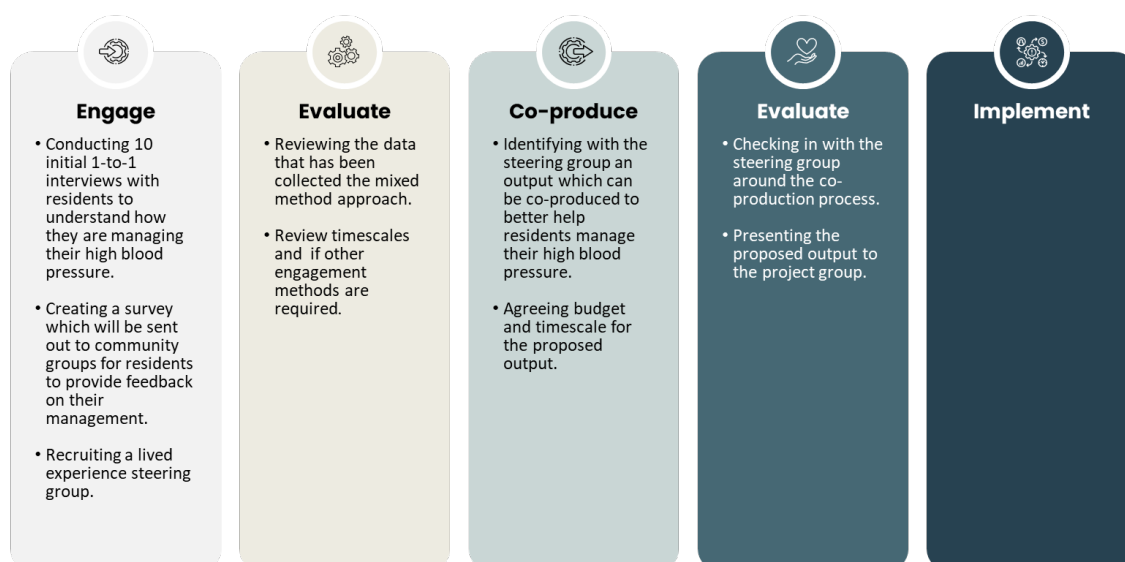 Engage
• Conducting 10
initial 1-to-1
interviews with
residents to
understand how
they are managing
their high blood
pressure.
• Creating a survey
which will be sent
out to community
groups for residents
to provide feedback
on their
management.
• Recruiting a lived
experience steering
group.
Evaluate
• Reviewing the data
that has been
collected the mixed
method approach.
• Review timescales
and  if other
engagement
methods are
required.
Co-produce
• Identifying with the
steering group an
output which can
be co-produced to
better help
residents manage
their high blood
pressure.
• Agreeing budget
and timescale for
the proposed
output.
Evaluate
• Checking in with the
steering group
around the co-
production process.
• Presenting the
proposed output to
the project group.
Implement